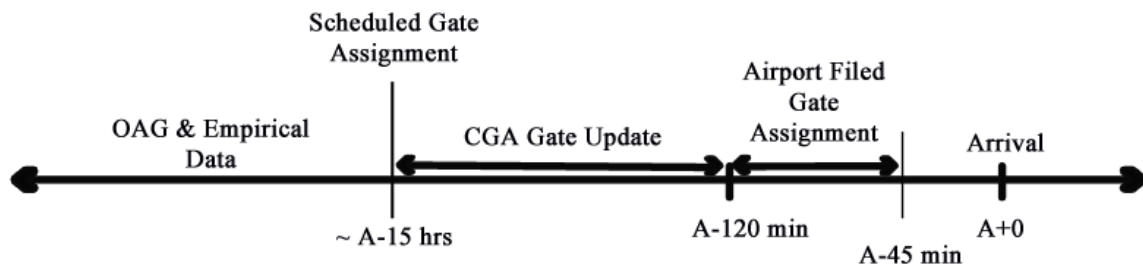 Scheduled Gate
Assignment
Airport Filed
Gate
Assignment
OAG & Empirical
Data
CGA Gate Update
Arrival
~ A-15 hrs
A-120 min
A-45 min
A+0